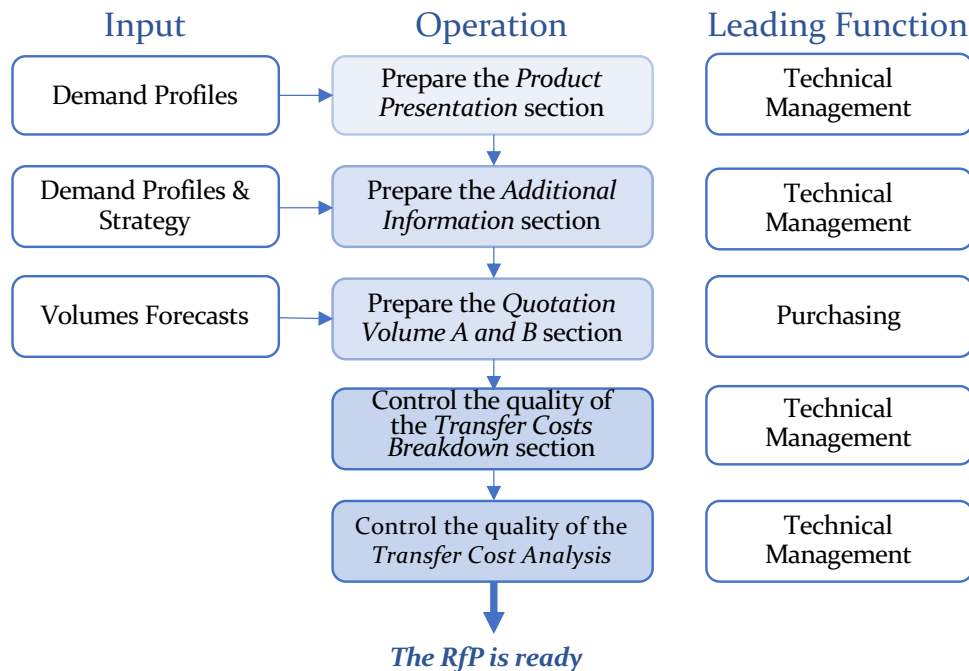 Input
Operation
Leading Function
Demand Profiles
Prepare the Product
Presentation section
Technical
Management
Demand Profiles &
Strategy
Prepare the Additional
Information section
Technical
Management
Volumes Forecasts
Prepare the Quotation
Volume A and B section
Purchasing
Control the quality of
the Transfer Costs
Breakdown section
Technical
Management
Control the quality of the
Transfer Cost Analysis
Technical
Management
The RfP is ready